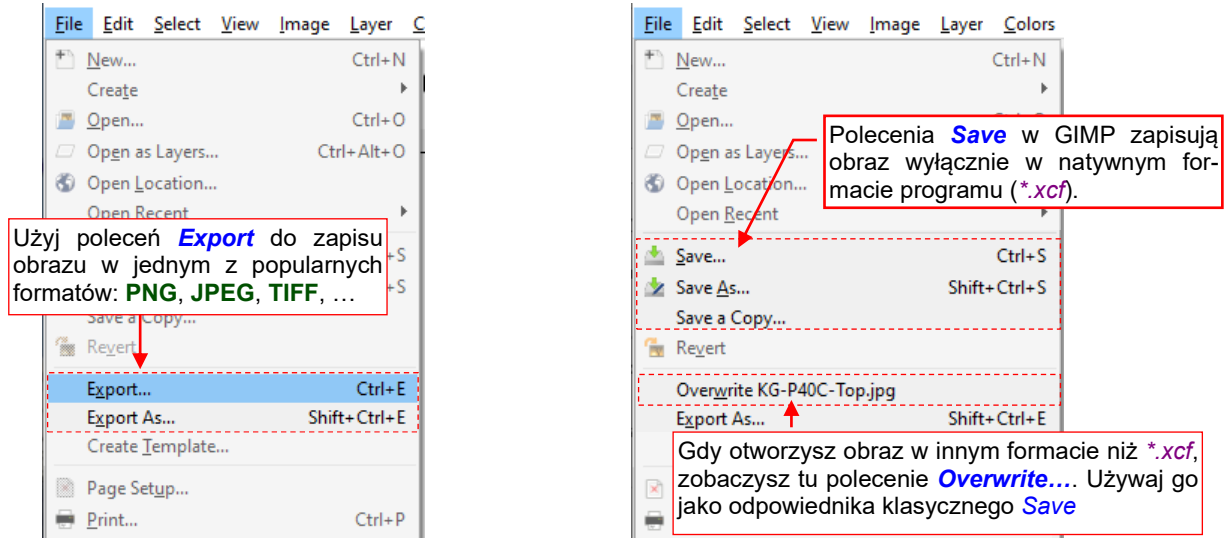 File Edit Select View Image Layer C
New... Ctrl+N
Create
Open... Ctrl+O
Open as Layers... Ctrl+Alt+O
Open Location...
Open Recent
Użyj poleceń Export do zapisu
obrazu w jednym z popularnych
formatów: PNG, JPEG, TIFF, …
+S
+S
Save a Copy...
Revert
Export... Ctrl+E
Export As... Shift+Ctrl+E
Create Template...
Page Setup...
Print... Ctrl+P
File Edit Select View Image Layer Colors
New... Ctrl+N
Create
Open...
Open as Layers...
Open Location...
Open Recent
Polecenia Save w GIMP zapisują
obraz wyłącznie w natywnym for-
macie programu (*.xcf).
Save... Ctrl+S
Save As... Shift+Ctrl+S
Save a Copy...
Revert
Overwrite KG-P40C-Top.jpg
Export As... Shift+Ctrl+E
Gdy otworzysz obraz w innym formacie niż *.xcf,
zobaczysz tu polecenie Overwrite…. Używaj go
jako odpowiednika klasycznego Save